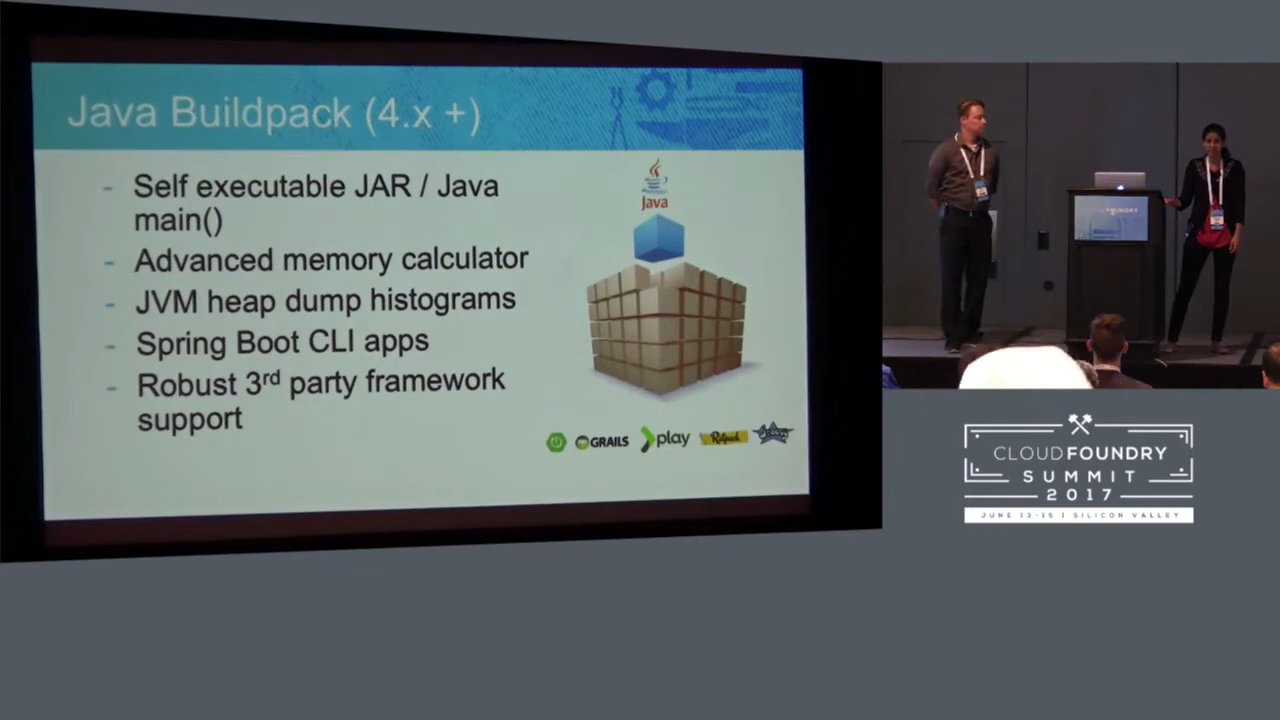 Java Buildpack (4.x +)
- Self executable JAR / Java
main()
- Advanced memory calculator
- JVM heap dump histograms
- Spring Boot CLI apps
- Robust 3rd party framework
support
Java
GRAILS
play
Ratpack
FOUNDRY
CLOUD FOUNDRY
SUMMIT
2017
JUNE 13-15 | SILICON VALLEY